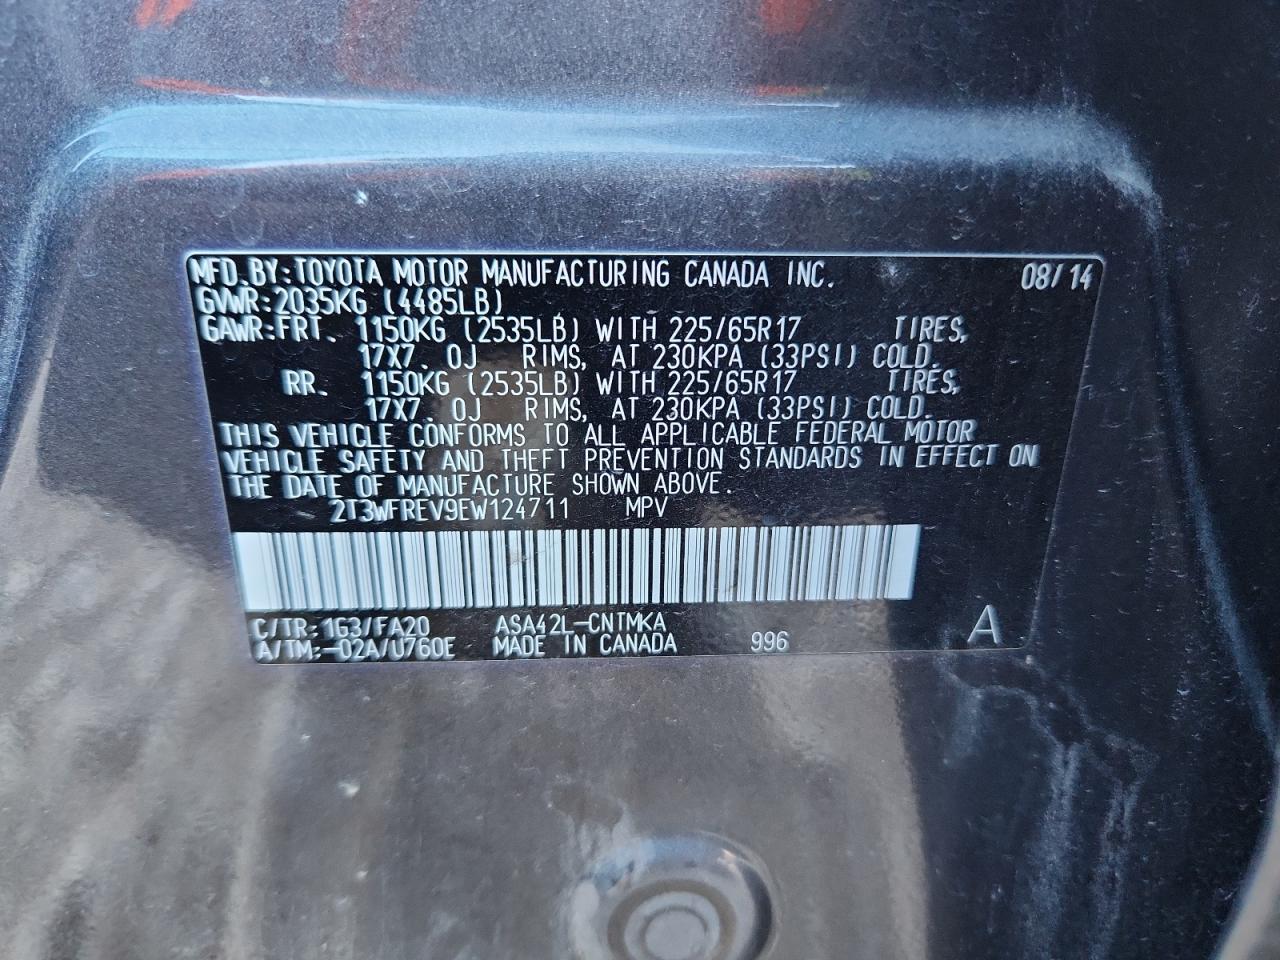 MFD. BY: TOYOTA MOTOR MANUFACTURING CANADA INC. 08/14
GVWR: 2035KG (4485LB)
GAWR: FRT. 1150KG (2535LB) WITH 225/65R17 TIRES,
17X7. 0J RIMS, AT 230KPA (33PSI) COLD.
RR. 1150KG (2535LB) WITH 225/65R17 TIRES,
17X7. 0J RIMS, AT 230KPA (33PSI) COLD.
THIS VEHICLE CONFORMS TO ALL APPLICABLE FEDERAL MOTOR
VEHICLE SAFETY AND THEFT PREVENTION STANDARDS IN EFFECT ON
THE DATE OF MANUFACTURE SHOWN ABOVE.
2T3WFREV9EW124711 MPV
C/TR: 1G3/FA20 ASA42L-CNTMKA
A/TM: -02A/U760E MADE IN CANADA 996 A